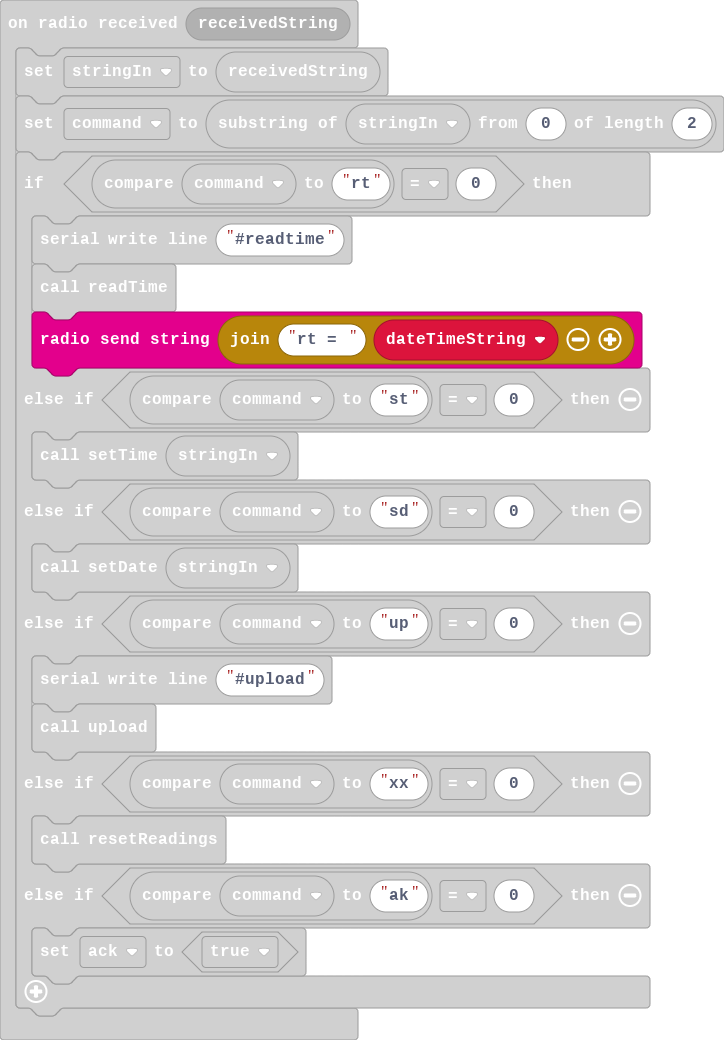 on radio received receivedString
set stringIn to receivedString
set command to substring of stringIn from 0 of length 2
if compare command to "rt" = 0 then
serial write line "#readtime"
call readTime
radio send string join "rt = " dateTimeString
else if compare command to "st" = 0 then
call setTime stringIn
else if compare command to "sd" = 0 then
call setDate stringIn
else if compare command to "up" = 0 then
serial write line "#upload"
call upload
else if compare command to "xx" = 0 then
call resetReadings
else if compare command to "ak" = 0 then
set ack to true